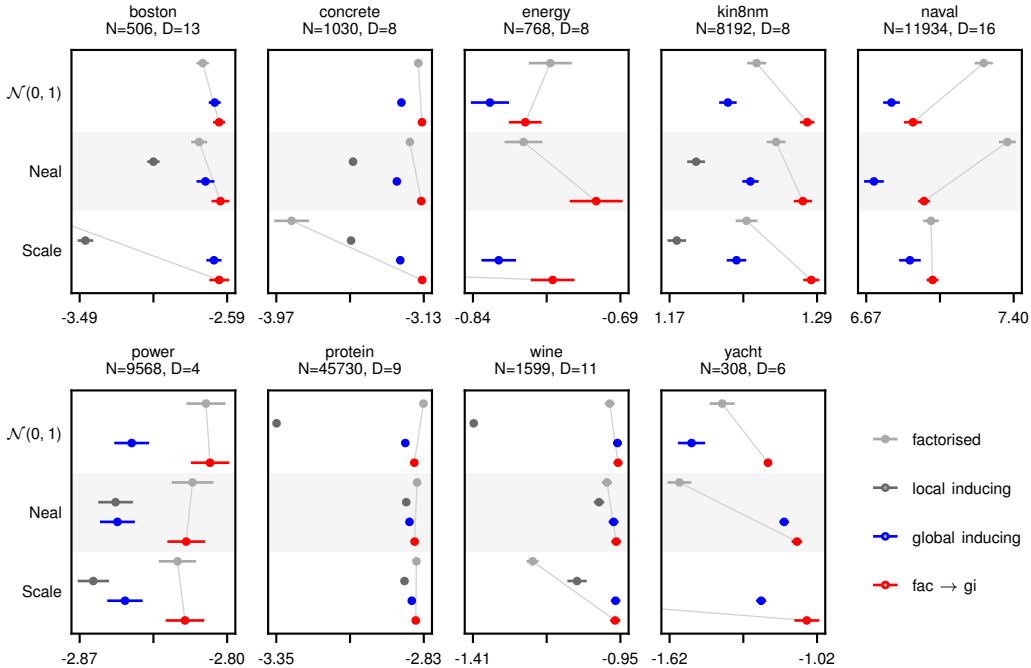 boston
N=506, D=13
concrete
N=1030, D=8
energy
N=768, D=8
kin8nm
N=8192, D=8
naval
N=11934, D=16
𝒩(0, 1)
Neal
Scale
-3.49
-2.59
-3.97
-3.13
-0.84
-0.69
1.17
1.29
6.67
7.40
power
N=9568, D=4
protein
N=45730, D=9
wine
N=1599, D=11
yacht
N=308, D=6
𝒩(0, 1)
Neal
Scale
-2.87
-2.80
-3.35
-2.83
-1.41
-0.95
-1.62
-1.02
factorised
local inducing
global inducing
fac → gi